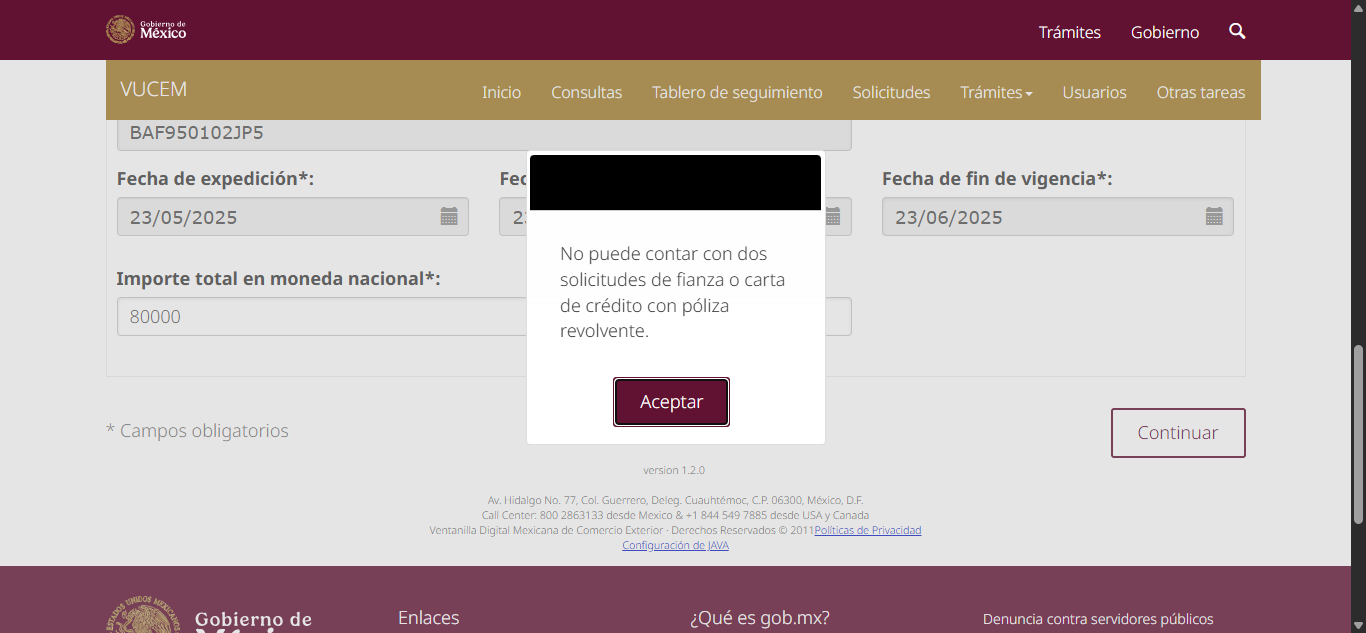 Gobierno de
México
Trámites Gobierno
VUCEM Inicio Consultas Tablero de seguimiento Solicitudes Trámites Usuarios Otras tareas
BAF950102JP5
Fecha de expedición*: Fec Fecha de fin de vigencia*:
23/05/2025 23/06/2025
Importe total en moneda nacional*:
80000
No puede contar con dos
solicitudes de fianza o carta
de crédito con póliza
revolvente.
Aceptar
* Campos obligatorios
Continuar
version 1.2.0
Av. Hidalgo No. 77, Col. Guerrero, Deleg. Cuauhtémoc, C.P. 06300, México, D.F.
Call Center: 800 2863133 desde Mexico & +1 844 549 7885 desde USA y Canada
Ventanilla Digital Mexicana de Comercio Exterior · Derechos Reservados © 2011Políticas de Privacidad
Configuración de JAVA
ESTADOS UNIDOS MEXICANOS
Gobierno de
México
Enlaces
¿Qué es gob.mx?
Denuncia contra servidores públicos